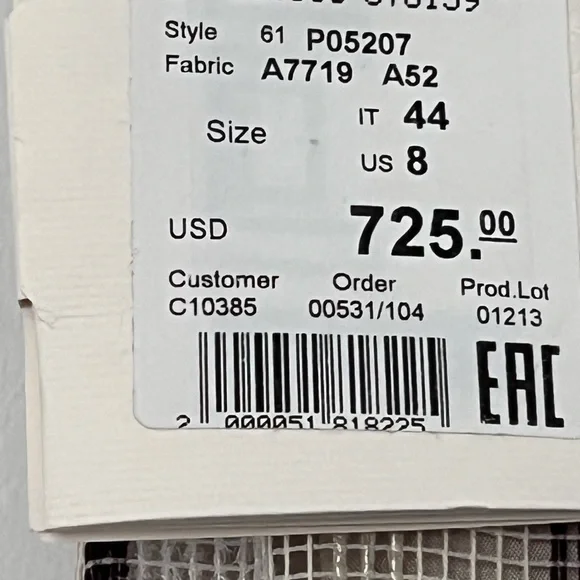 Style 61 P05207
Fabric A7719 A52
Size
IT 44
US 8
USD 725.00
Customer Order Prod.Lot
C10385 00531/104 01213
EAC
2 000051 818225